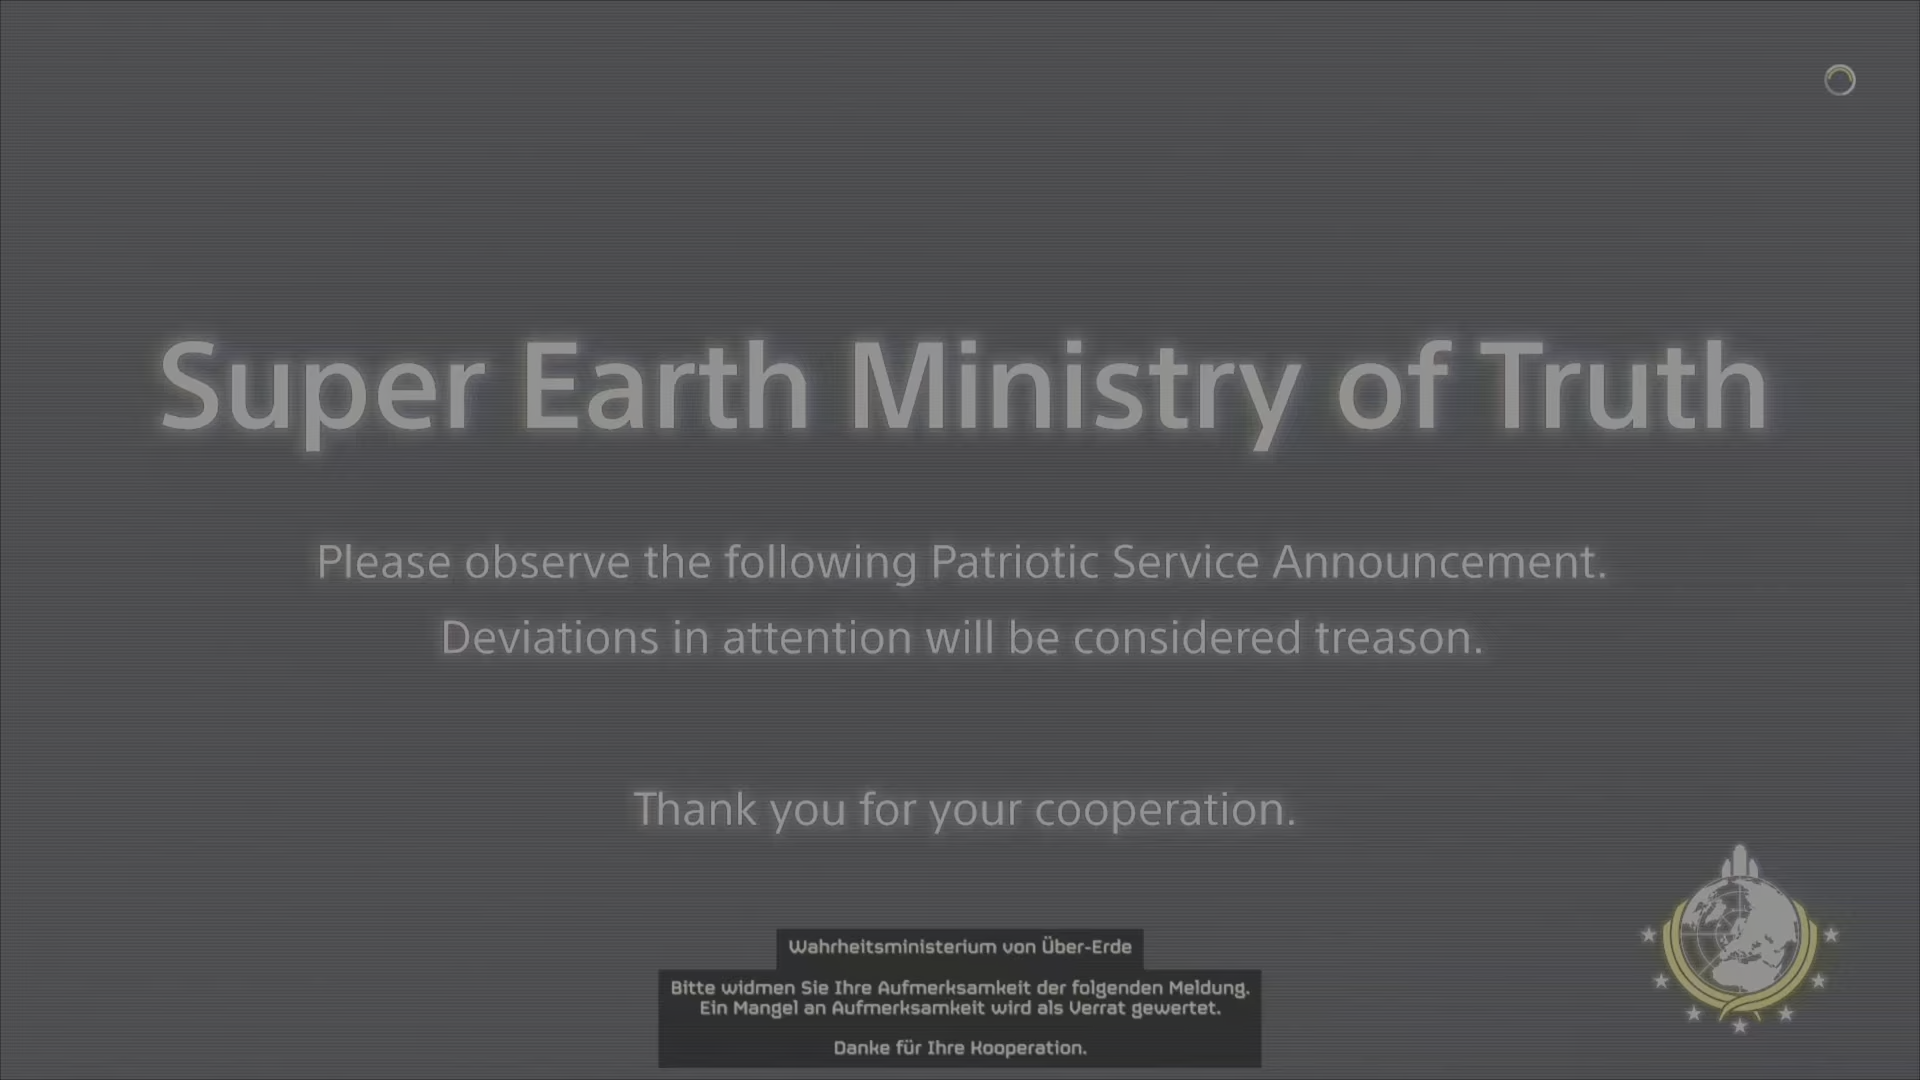 Super Earth Ministry of Truth
Please observe the following Patriotic Service Announcement.
Deviations in attention will be considered treason.
Thank you for your cooperation.
Wahrheitsministerium von Über-Erde
Bitte widmen Sie Ihre Aufmerksamkeit der folgenden Meldung.
Ein Mangel an Aufmerksamkeit wird als Verrat gewertet.
Danke für Ihre Kooperation.